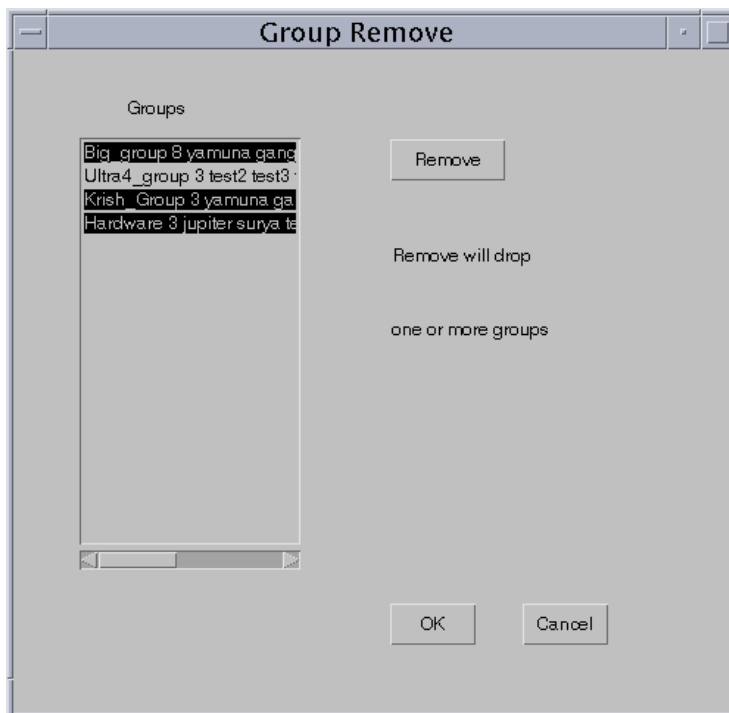 Group Remove
Groups
Big_group 8 yamuna gang
Ultra4_group 3 test2 test3
Krish_Group 3 yamuna ga
Hardware 3 jupiter surya te
Remove
Remove will drop
one or more groups
OK
Cancel